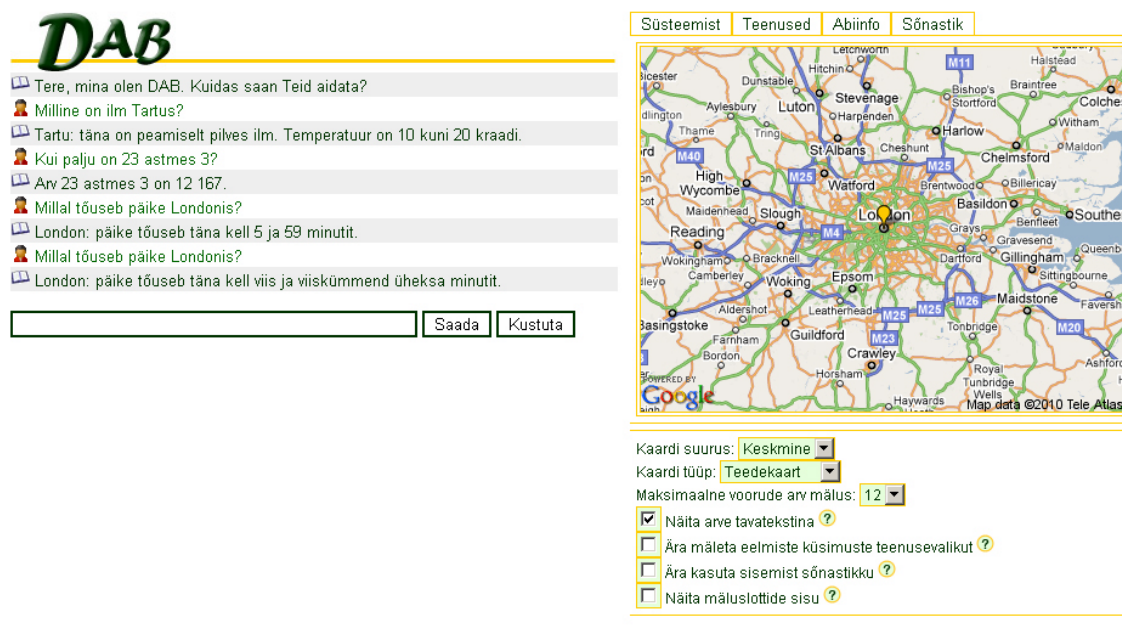 DAB
Tere, mina olen DAB. Kuidas saan Teid aidata?
Milline on ilm Tartus?
Tartu: täna on peamiselt pilves ilm. Temperatuur on 10 kuni 20 kraadi.
Kui palju on 23 astmes 3?
Arv 23 astmes 3 on 12 167.
Millal tõuseb päike Londonis?
London: päike tõuseb täna kell 5 ja 59 minutit.
Millal tõuseb päike Londonis?
London: päike tõuseb täna kell viis ja viiskümmend üheksa minutit.
Saada Kustuta
Süsteemist Teenused Abiinfo Sõnastik
Letchworth
M11 Halstead
Hitchin
Bicester Dunstable Stevenage Bishop's Stortford Braintree
Aylesbury Luton Colche
dlington Harpenden Witham
Thame Tring Harlow
St Albans Cheshunt Maldon
M40 M25 Chelmsford
High Wycombe M25 Watford Brentwood Billericay
Basildon
Maidenhead Slough London Benfleet Southe
Reading M4 Grays Gravesend
Wokingham Bracknell Dartford Gillingham Queenb
Camberley Woking Epsom Sittingbourne
Aldershot Leatherhead M25 M25 M26 Maidstone Faversh
Basingstoke Farnham Guildford M23 Tonbridge M20
Bordon Crawley Ashfor
Horsham Royal Tunbridge Wells
POWERED BY
Google Haywards Map data ©2010 Tele Atlas
Kaardi suurus: Keskmine
Kaardi tüüp: Teedekaart
Maksimaalne voorude arv mälus: 12
Näita arve tavatekstina ?
Ära mäleta eelmiste küsimuste teenusevalikut ?
Ära kasuta sisemist sõnastikku ?
Näita mäluslottide sisu ?